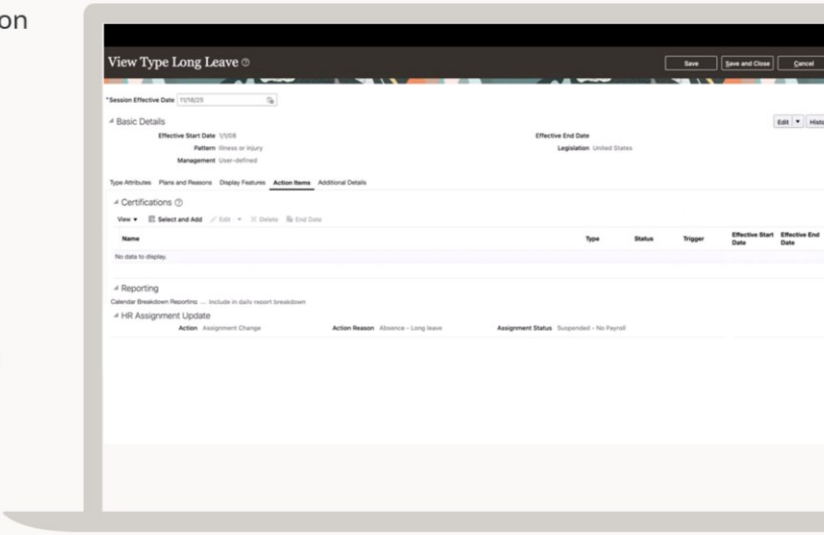 on
View Type Long Leave
Save Save and Close Cancel
*Session Effective Date 11/18/25
Basic Details
Edit Histo
Effective Start Date 1/1/08 Effective End Date
Pattern Illness or injury Legislation United States
Management User-defined
Type Attributes Plans and Reasons Display Features Action Items Additional Details
Certifications
View Select and Add Edit Delete End Date
Name Type Status Trigger Effective Start Date Effective End Date
No data to display.
Reporting
Calendar Breakdown Reporting ... Include in daily report breakdown
HR Assignment Update
Action Assignment Change Action Reason Absence - Long leave Assignment Status Suspended - No Payroll